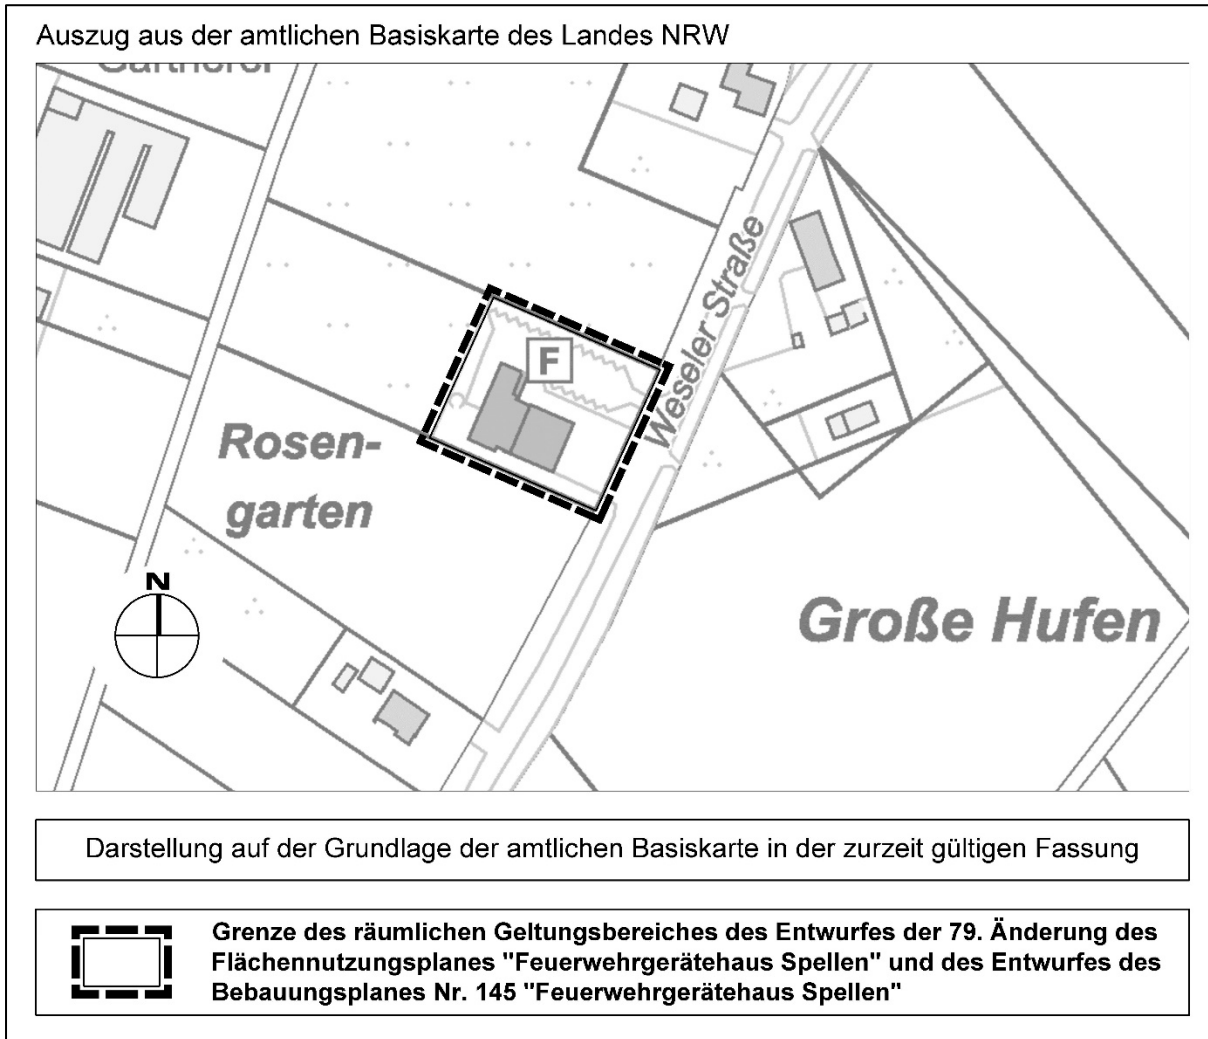 Auszug aus der amtlichen Basiskarte des Landes NRW
Gärtnerei
Weseler Straße
F
Rosen-
garten
N
Große Hufen
Darstellung auf der Grundlage der amtlichen Basiskarte in der zurzeit gültigen Fassung
Grenze des räumlichen Geltungsbereiches des Entwurfes der 79. Änderung des
Flächennutzungsplanes "Feuerwehrgerätehaus Spellen" und des Entwurfes des
Bebauungsplanes Nr. 145 "Feuerwehrgerätehaus Spellen"